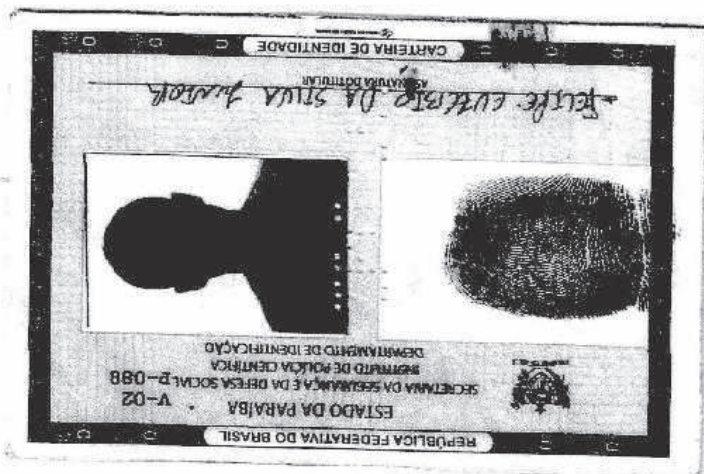 REPÚBLICA FEDERATIVA DO BRASIL
ESTADO DA PARAÍBA
V-02
SECRETARIA DA SEGURANÇA E DA DEFESA SOCIAL
P-088
INSTITUTO DE POLÍCIA CIENTÍFICA
DEPARTAMENTO DE IDENTIFICAÇÃO
FELIPE EUZEBIO DA SILVA JUNIOR
ASSINATURA DO TITULAR
CARTEIRA DE IDENTIDADE